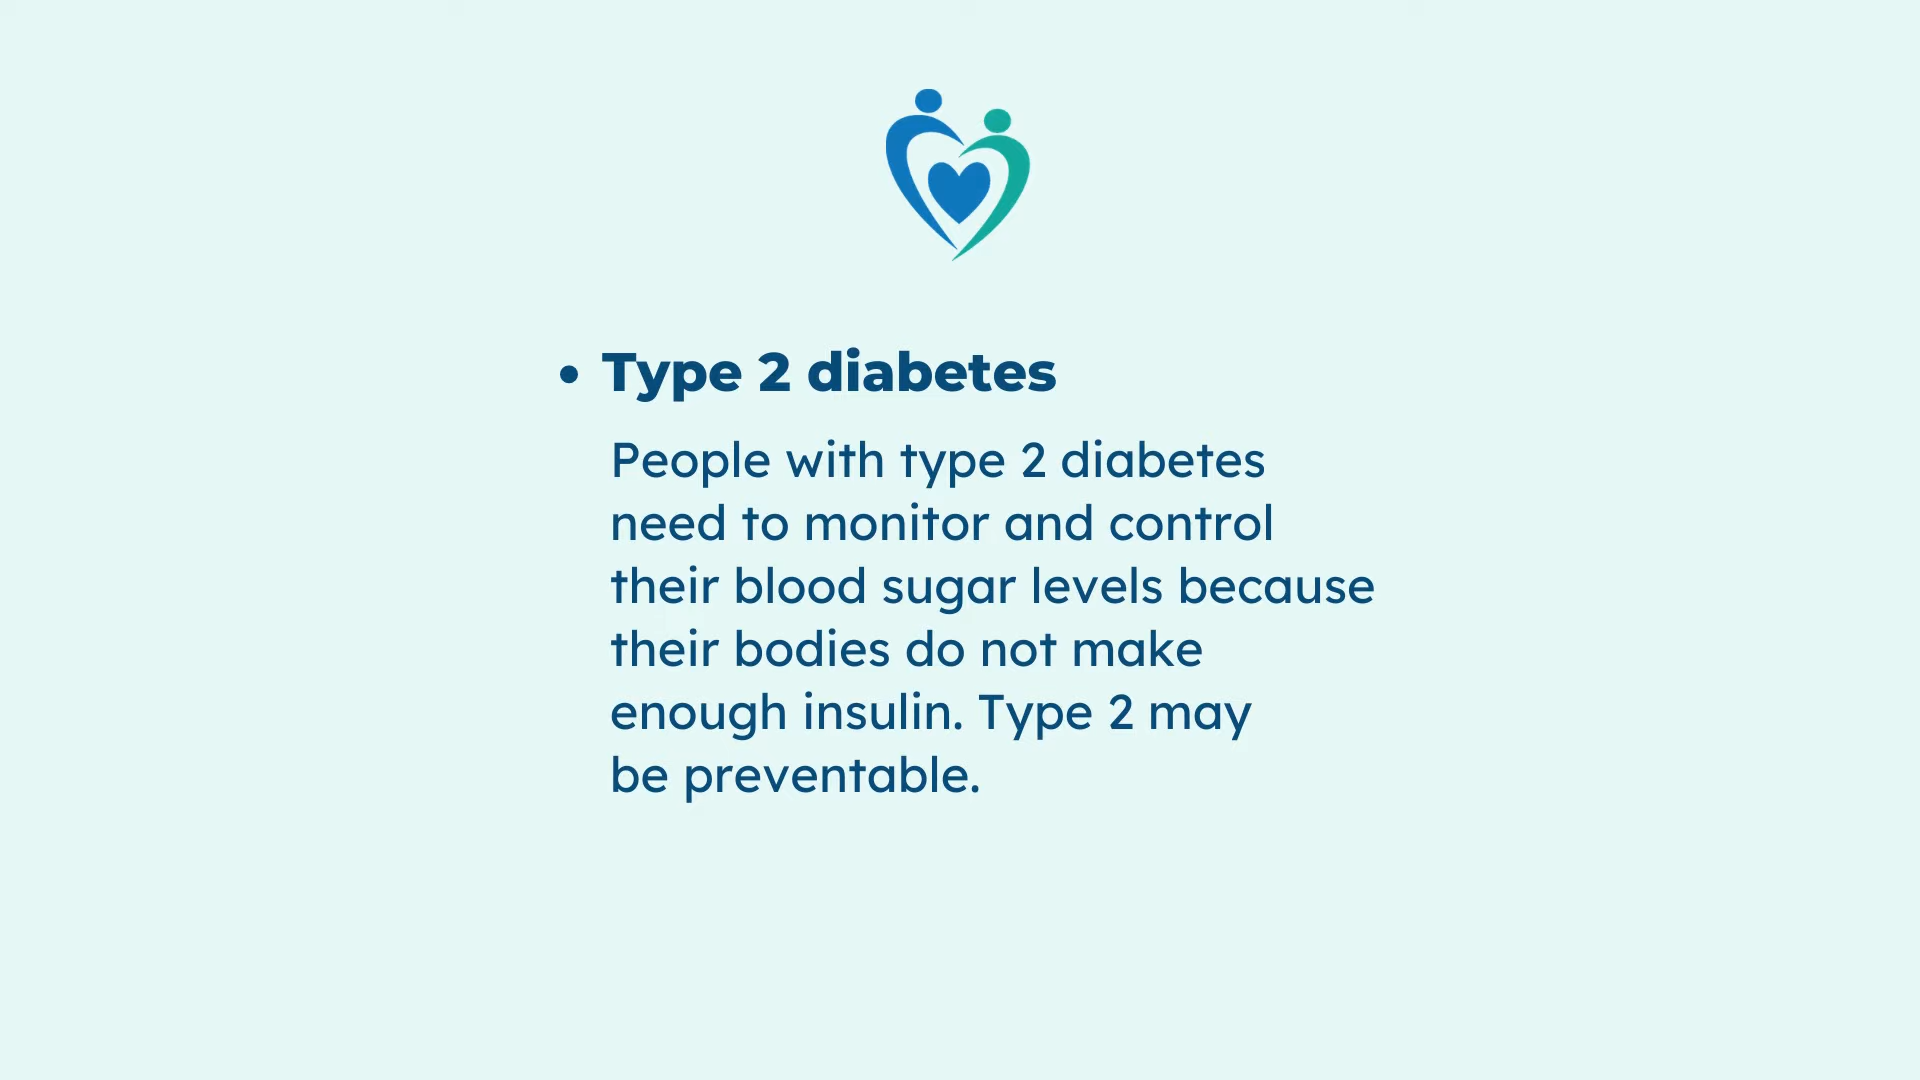 • Type 2 diabetes
People with type 2 diabetes
need to monitor and control
their blood sugar levels because
their bodies do not make
enough insulin. Type 2 may
be preventable.